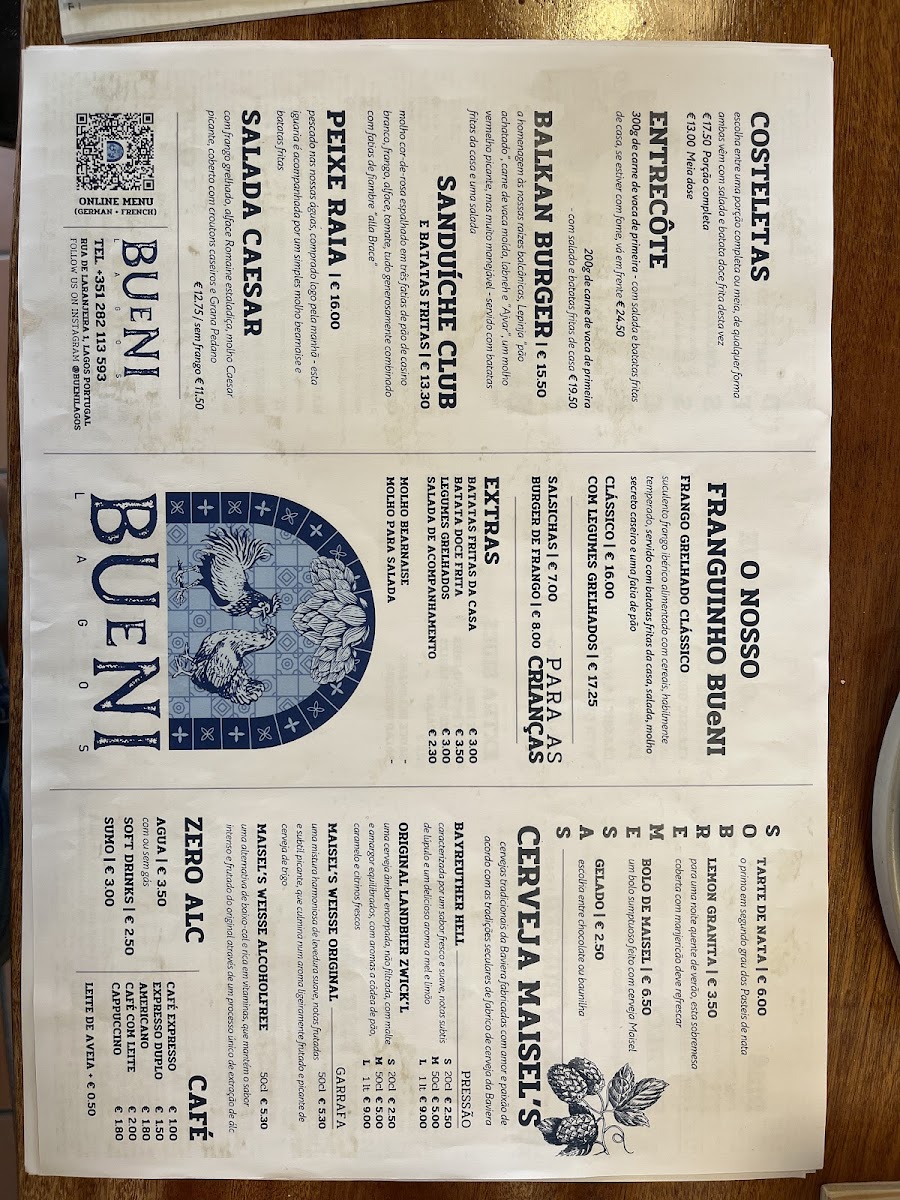 COSTELETAS
escolha entre uma porção completa ou meia, de qualquer forma
ambas vêm com salada e batata doce frita desta vez
€ 17.50 Porção completa
€ 13.00 Meia dose
ENTRECÔTE
300g de carne de vaca de primeira - com salada e batatas fritas
de casa, se estiver com fome, vá em frente € 24.50
200g de carne de vaca de primeira
- com salada e batatas fritas de casa € 19.50
BALKAN BURGER | € 15.50
a homenagem às nossas raízes balcânicas, Lepinja "pão
achatado", carne de vaca moída, labneh e "Ajvar", um molho
vermelho picante, mas muito manejável - servido com batatas
fritas da casa e uma salada
SANDUÍCHE CLUB
E BATATAS FRITAS | € 13.30
molho cor-de-rosa espalhado em três fatias de pão de casino
branco, frango, alface, tomate, tudo generosamente combinado
com fatias de fiambre "alla Brace"
PEIXE RAIA | € 16.00
pescado nas nossas águas, comprado logo pela manhã - esta
iguaria é acompanhada por um simples molho bernaise e
batatas fritas
SALADA CAESAR
com frango grelhado, alface Romaine estaladiça, molho Caesar
picante, coberto com croutons caseiros e Grana Pedano
€ 12.75 / sem frango € 11.50
ONLINE MENU
(GERMAN • FRENCH)
BUENI
LAGOS
TEL. +351 282 113 593
RUA DE LARANJEIRA 1, LAGOS PORTUGAL
FOLLOW US ON INSTAGRAM @BUENILAGOS
O NOSSO
FRANGUINHO BUeNI
FRANGO GRELHADO CLÁSSICO
suculento frango ibérico alimentado com cereais, habilmente
temperado, servido com batatas fritas da casa, salada, molho
secreto caseiro e uma fatia de pão
CLÁSSICO | € 16.00
COM LEGUMES GRELHADOS | € 17.25
PARA AS
CRIANÇAS
SALSICHAS | € 7.00
BURGER DE FRANGO | € 8.00
EXTRAS
BATATAS FRITAS DA CASA € 3.00
BATATA DOCE FRITA € 3.50
LEGUMES GRELHADOS € 3.00
SALADA DE ACOMPANHAMENTO € 2.30
MOLHO BEARNAISE -
MOLHO PARA SALADA -
BUENI
LAGOS
SOBREMESAS
TARTE DE NATA | € 6.00
o primo em segundo grau dos Pasteis de nata
LEMON GRANITA | € 3.50
para uma noite quente de verão, esta sobremesa
coberta com manjericão deve refrescar
BOLO DE MAISEL | € 6.50
um bolo sumptuoso feito com cerveja Maisel
GELADO | € 2.50
escolha entre chocolate ou baunilha
CERVEJA MAISEL'S
cervejas tradicionais da Baviera fabricadas com amor e paixão de
acordo com as tradições seculares de fabrico de cerveja da Baviera
PRESSÃO
BAYREUTHER HELL
caracterizada por um sabor fresco e suave, notas subtis
de lúpulo e um delicioso aroma a mel e limão
S 20cl € 2.50
M 50cl € 5.00
L 1 lt € 9.00
ORIGINAL LANDBIER ZWICK'L
uma cerveja âmbar encorpada, não filtrada, com malte
e amargor equilibrados, com aromas a côdea de pão,
caramelo e citrinos frescos
S 20cl € 2.50
M 50cl € 5.00
L 1 lt € 9.00
GARRAFA
MAISEL'S WEISSE ORIGINAL 50cl € 5.30
uma mistura harmoniosa de levedura suave, notas frutadas
e subtil picante, que culmina num aroma ligeiramente frutado e picante de
cerveja de trigo
MAISEL'S WEISSE ALCOHOLFREE 50cl € 5.30
uma alternativa de baixo-cal e rica em vitaminas, que mantém o sabor
intenso e frutado do original através de um processo único de extração de álc
ZERO ALC
AGUA | € 3.50
com ou sem gás
SOFT DRINKS | € 2.50
SUMO | € 3.00
CAFÉ
CAFÉ EXPRESSO € 1.00
EXPRESSO DUPLO € 1.50
AMERICANO € 1.80
CAFÉ COM LEITE € 2.00
CAPPUCCINO € 1.80
LEITE DE AVEIA + € 0.50